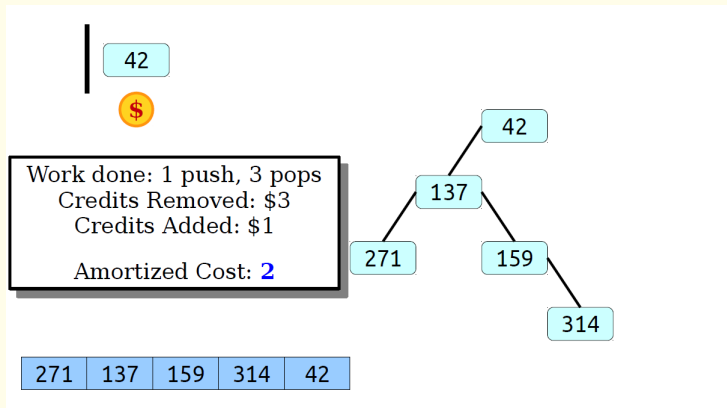 42
$
42
Work done: 1 push, 3 pops
Credits Removed: $3
Credits Added: $1
Amortized Cost: 2
137
271
159
314
271 137 159 314 42